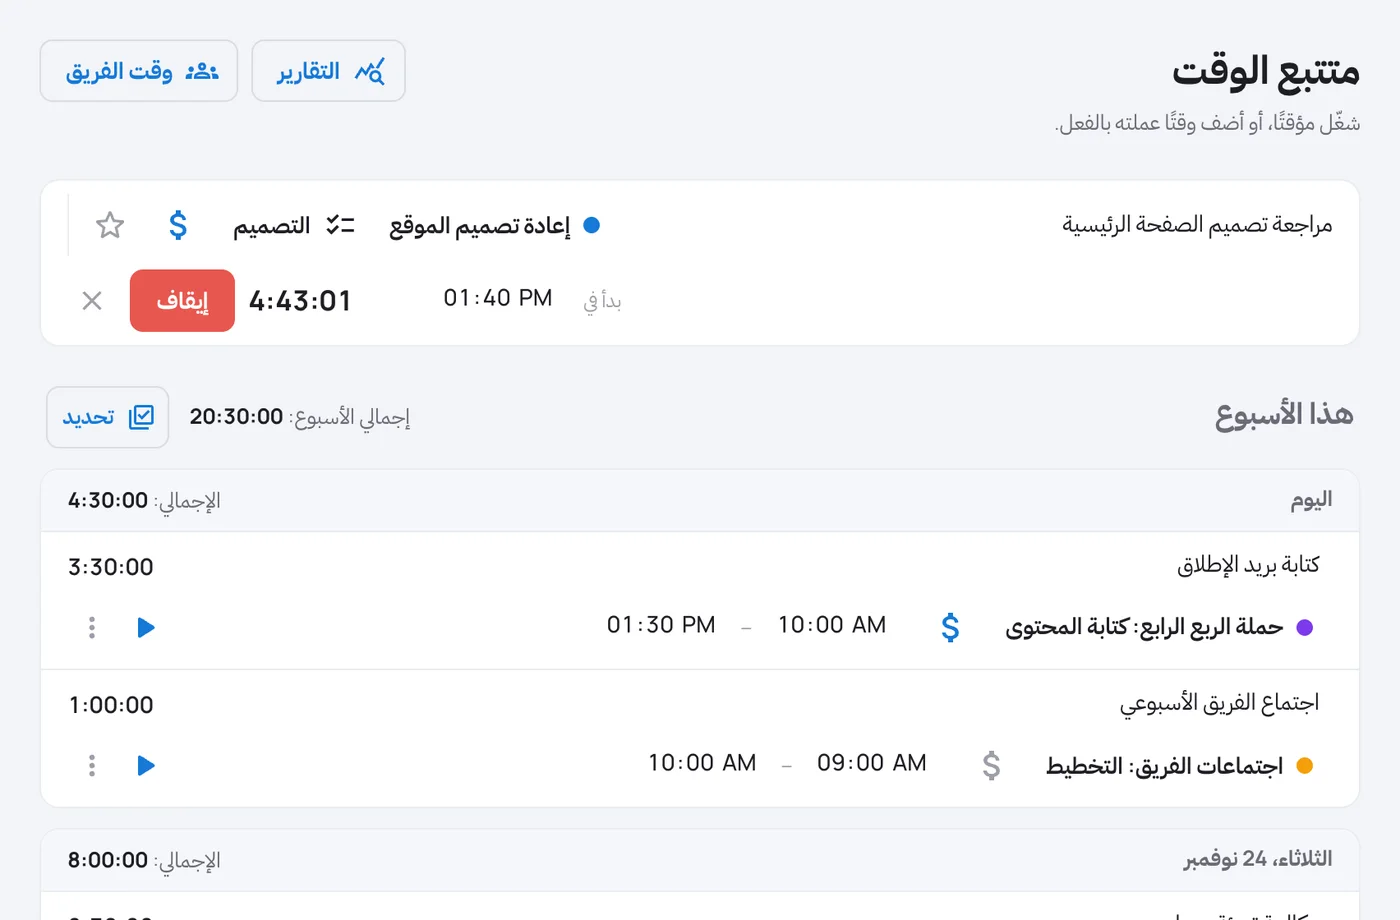 متتبع الوقت
شغّل مؤقتًا، أو أضف وقتًا عملته بالفعل.
التقارير
وقت الفريق
مراجعة تصميم الصفحة الرئيسية
إعادة تصميم الموقع
التصميم
$
بدأ في
01:40 PM
4:43:01
إيقاف
هذا الأسبوع
إجمالي الأسبوع: 20:30:00
تحديد
اليوم
الإجمالي: 4:30:00
كتابة بريد الإطلاق
3:30:00
حملة الربع الرابع: كتابة المحتوى
$
10:00 AM – 01:30 PM
اجتماع الفريق الأسبوعي
1:00:00
اجتماعات الفريق: التخطيط
$
09:00 AM – 10:00 AM
الثلاثاء، 24 نوفمبر
الإجمالي: 8:00:00